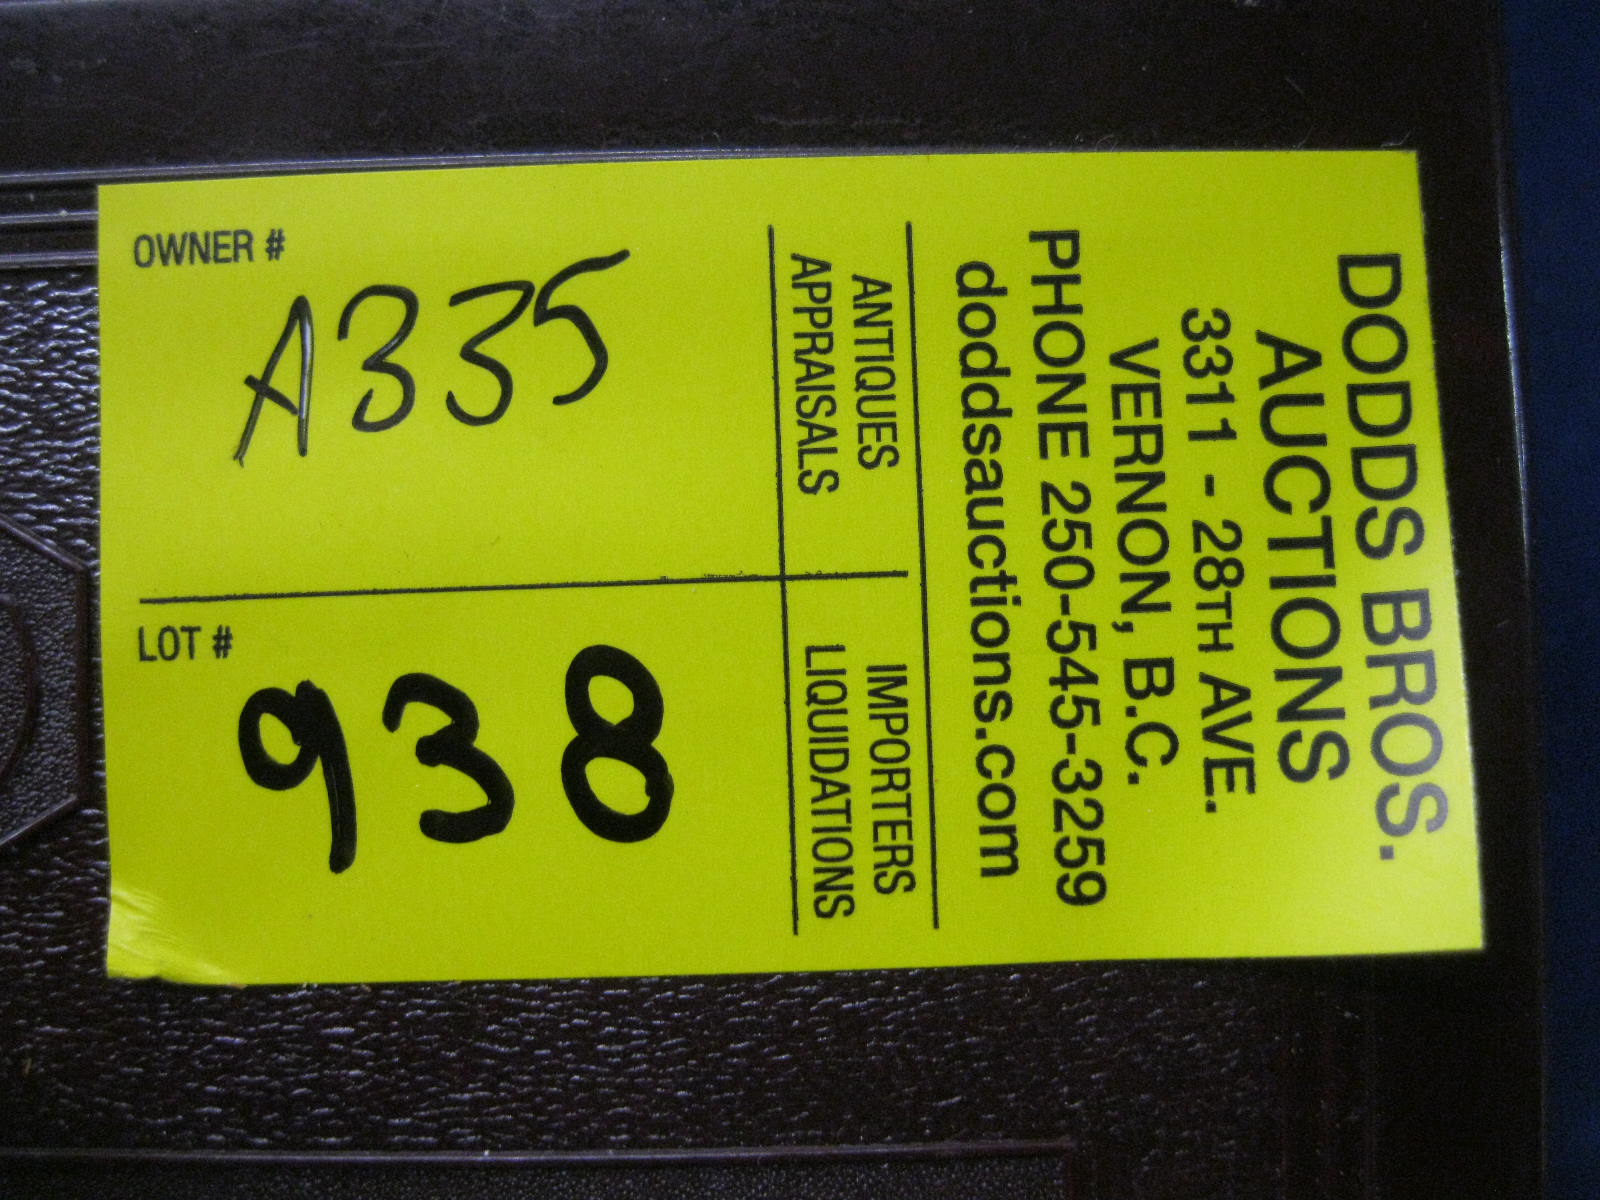 DODDS BROS.
AUCTIONS
3311 - 28TH AVE.
VERNON, B.C.
PHONE 250-545-3259
doddsauctions.com
ANTIQUES
APPRAISALS
IMPORTERS
LIQUIDATIONS
OWNER #
A335
LOT #
938